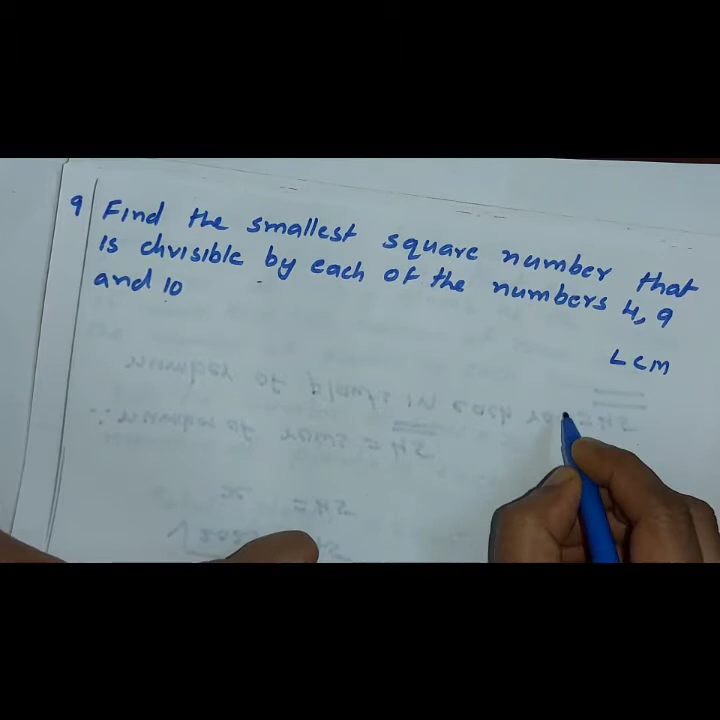 9 Find the smallest square number that
is divisible by each of the numbers 4, 9
and 10
LCM